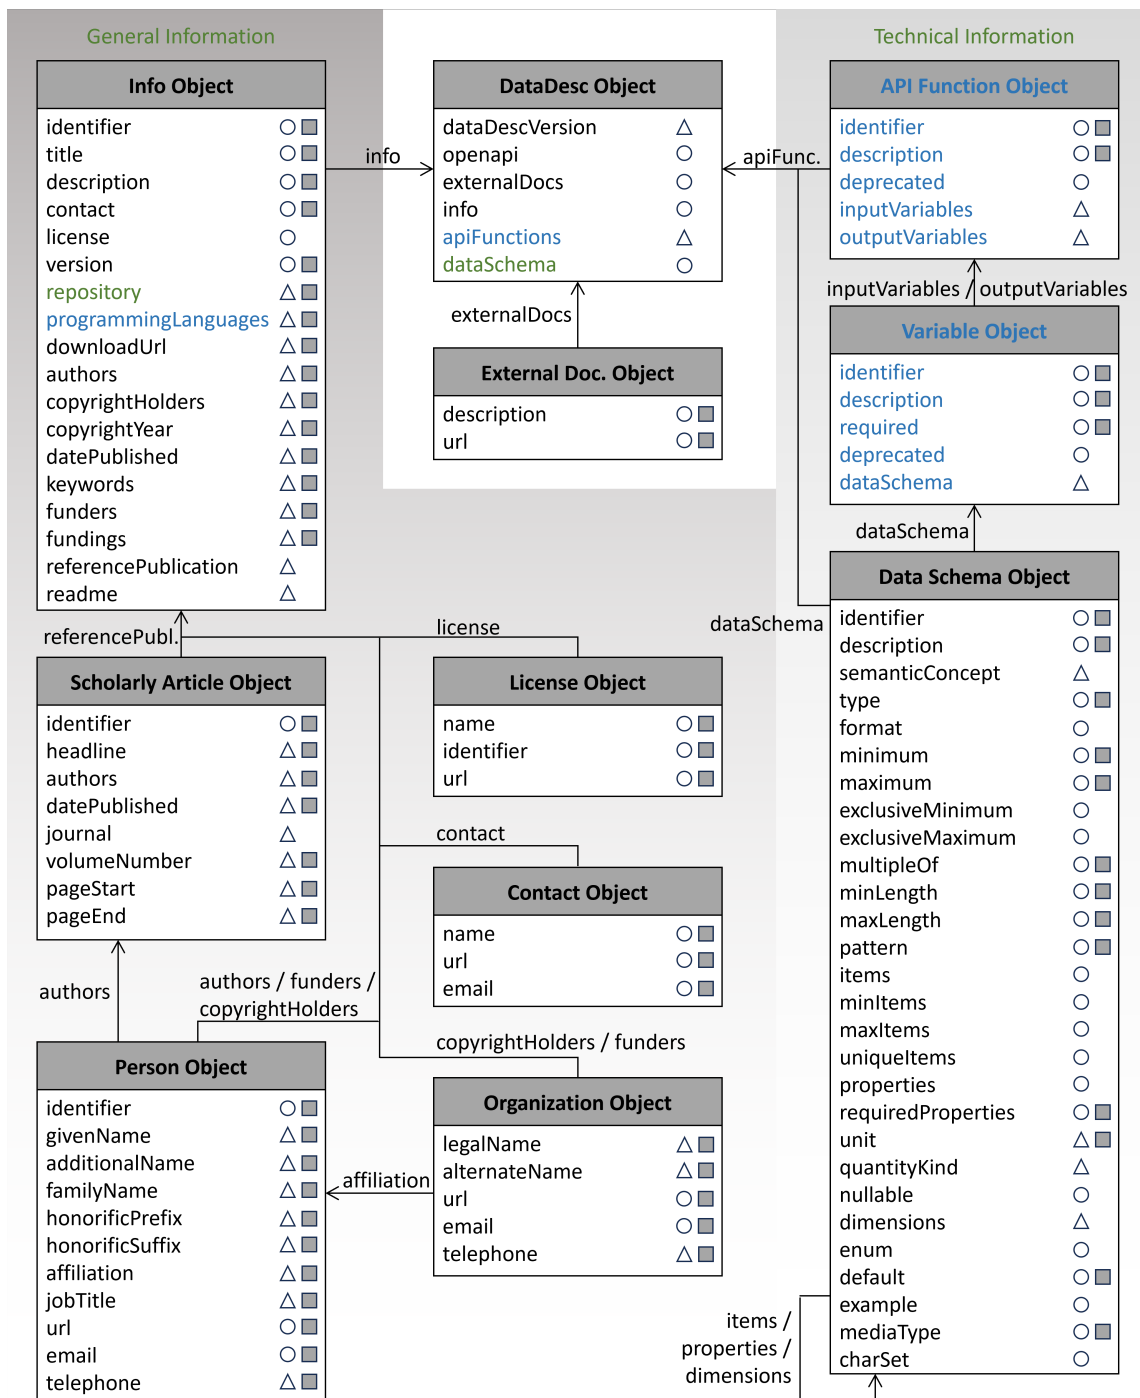 General Information
Info Object
identifier
title
description
contact
license
version
repository
programmingLanguages
downloadUrl
authors
copyrightHolders
copyrightYear
datePublished
keywords
funders
fundings
referencePublication
readme
info
DataDesc Object
dataDescVersion
openapi
externalDocs
info
apiFunctions
dataSchema
externalDocs
External Doc. Object
description
url
Technical Information
apiFunc.
API Function Object
identifier
description
deprecated
inputVariables
outputVariables
inputVariables / outputVariables
Variable Object
identifier
description
required
deprecated
dataSchema
dataSchema
dataSchema
Data Schema Object
identifier
description
semanticConcept
type
format
minimum
maximum
exclusiveMinimum
exclusiveMaximum
multipleOf
minLength
maxLength
pattern
items
minItems
maxItems
uniqueItems
properties
requiredProperties
unit
quantityKind
nullable
dimensions
enum
default
example
mediaType
charSet
items /
properties /
dimensions
referencePubl.
Scholarly Article Object
identifier
headline
authors
datePublished
journal
volumeNumber
pageStart
pageEnd
license
License Object
name
identifier
url
contact
Contact Object
name
url
email
authors
authors / funders /
copyrightHolders
Person Object
identifier
givenName
additionalName
familyName
honorificPrefix
honorificSuffix
affiliation
jobTitle
url
email
telephone
affiliation
copyrightHolders / funders
Organization Object
legalName
alternateName
url
email
telephone